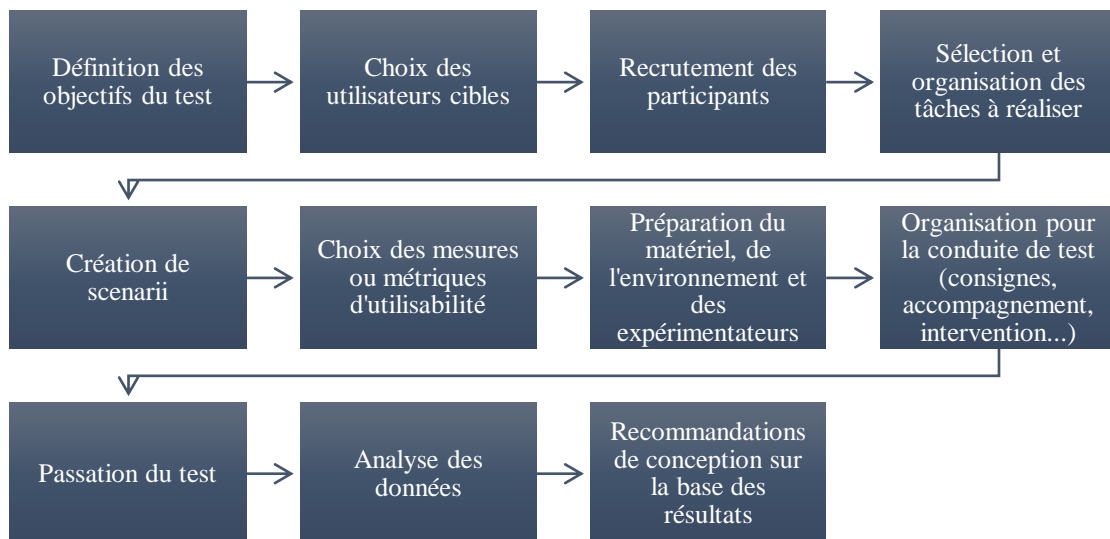 Définition des
objectifs du test
Choix des
utilisateurs cibles
Recrutement des
participants
Sélection et
organisation des
tâches à réaliser
Création de
scenarii
Choix des mesures
ou métriques
d'utilisabilité
Préparation du
matériel, de
l'environnement et
des
expérimentateurs
Organisation pour
la conduite de test
(consignes,
accompagnement,
intervention...)
Passation du test
Analyse des
données
Recommandations
de conception sur
la base des
résultats